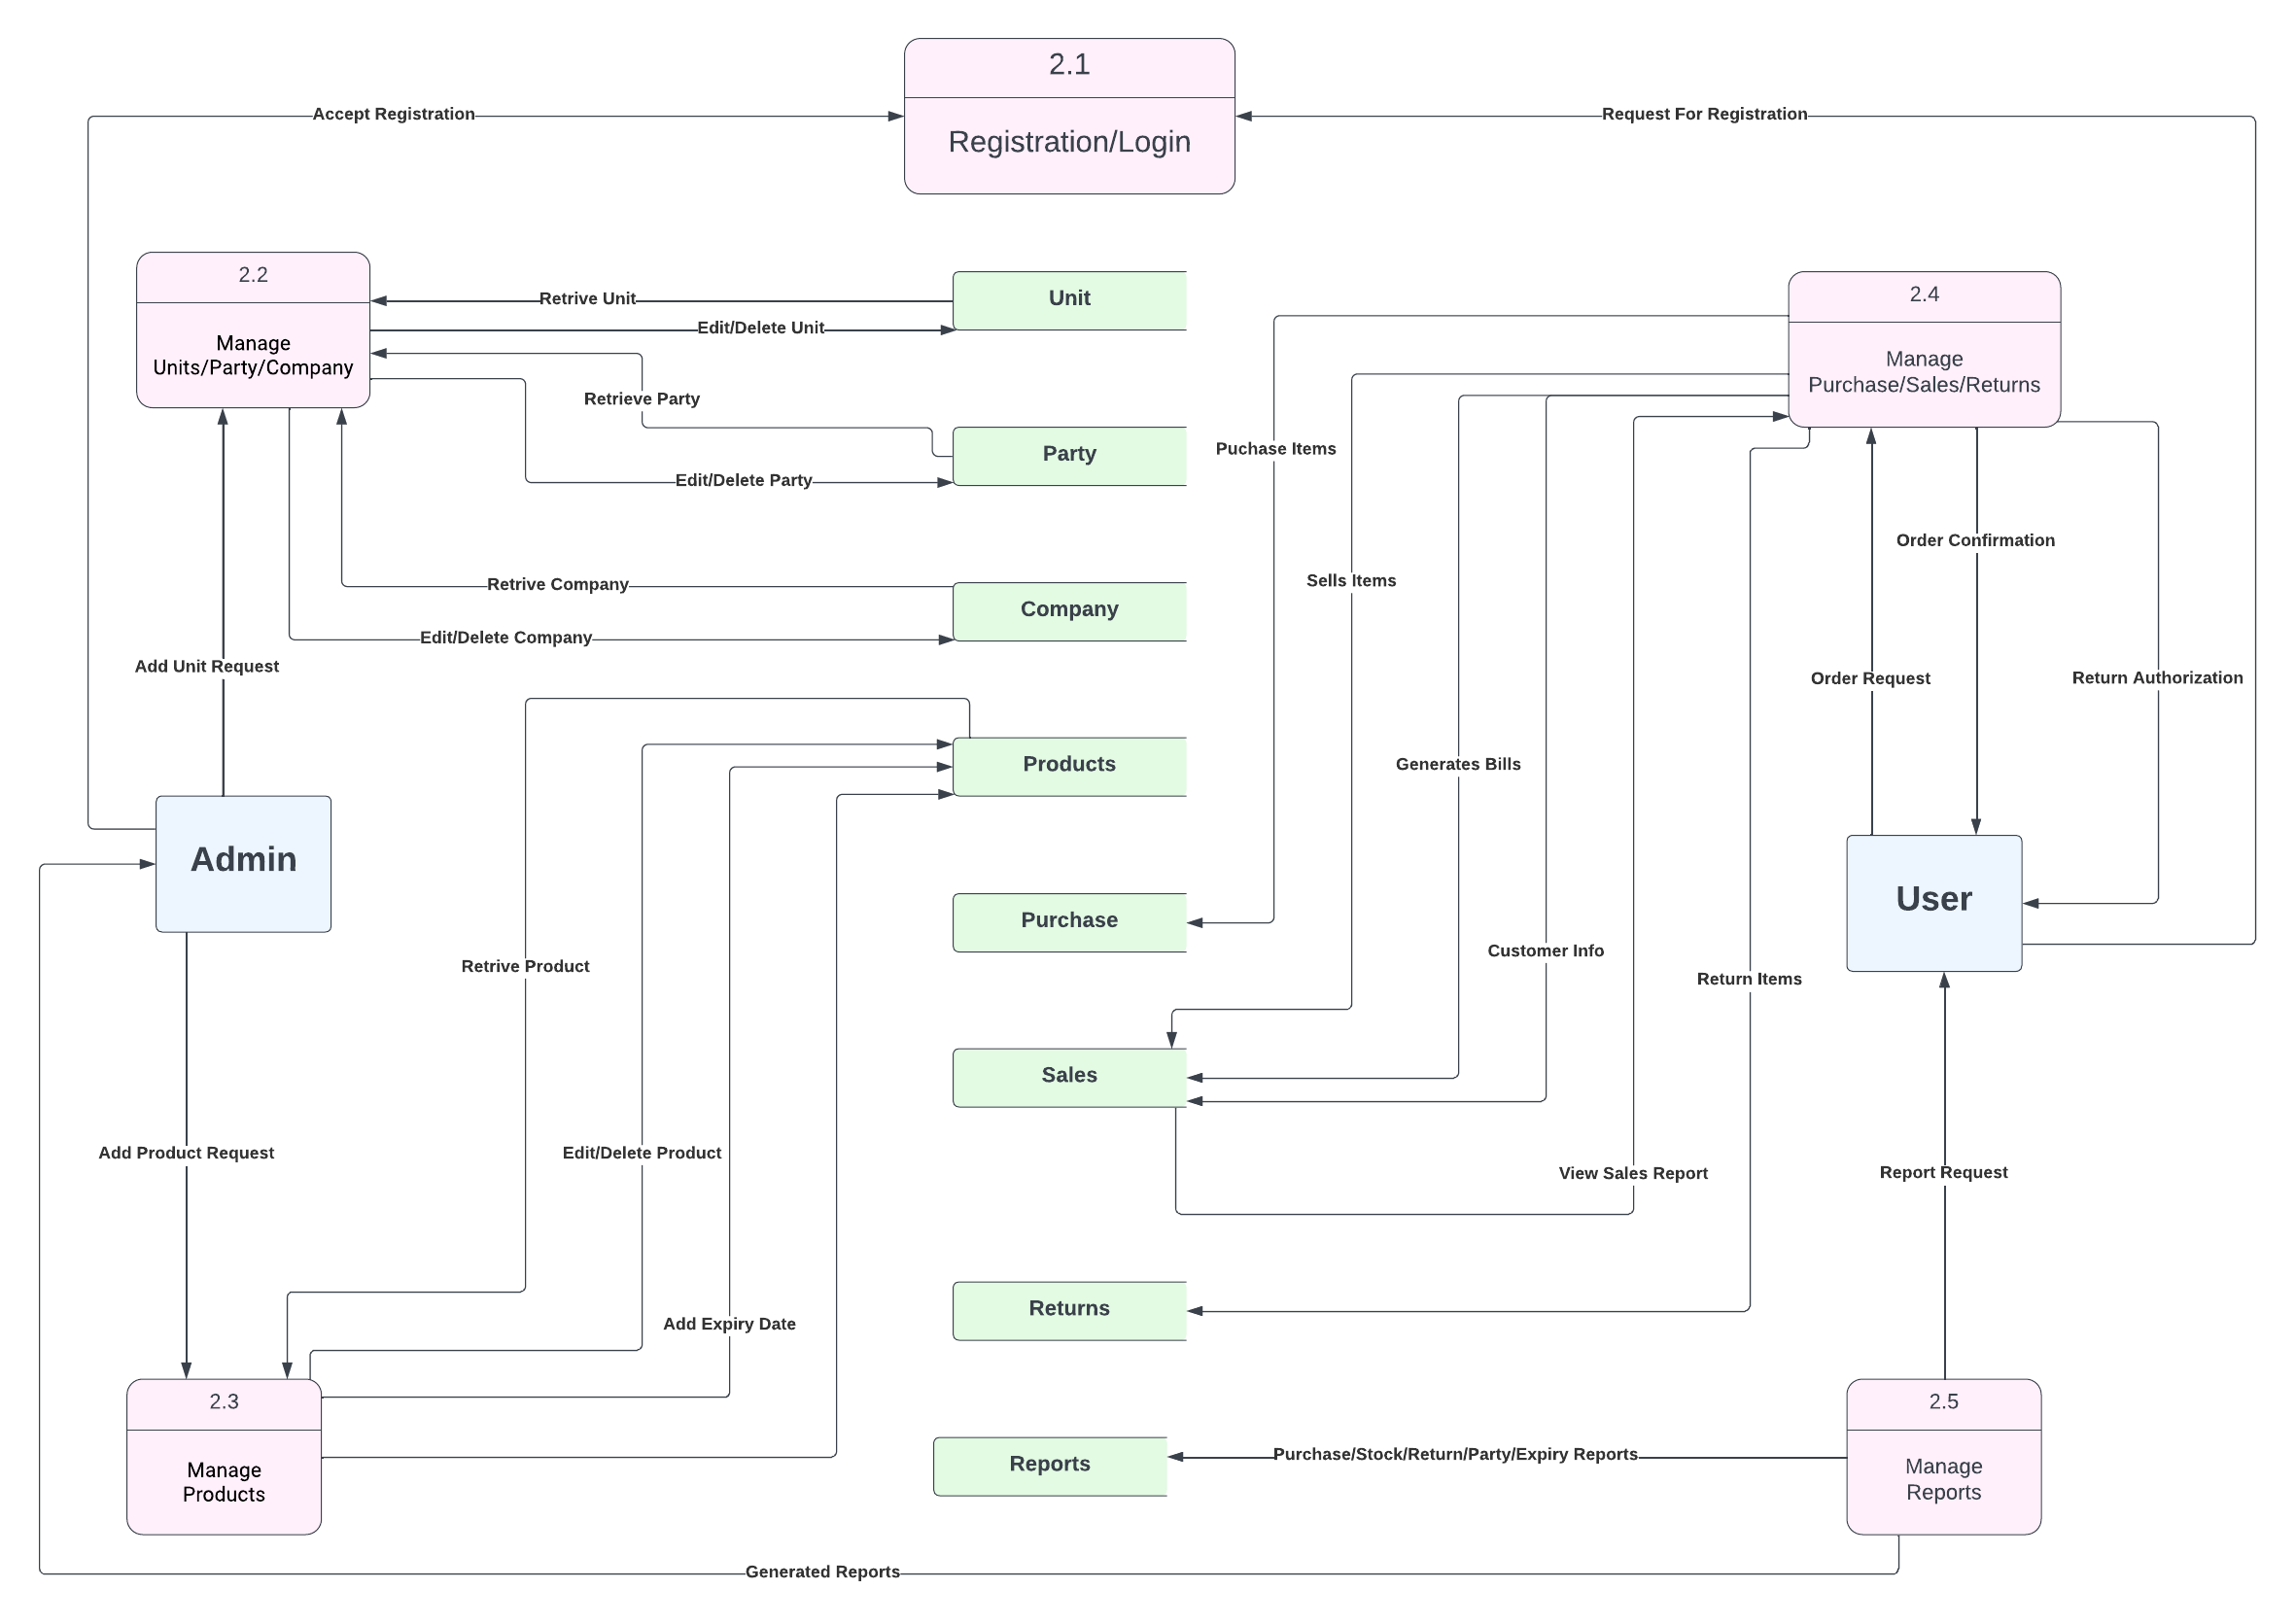 2.1
Accept Registration
Request For Registration
Registration/Login
2.2
2.4
Retrive Unit
Unit
Edit/Delete Unit
Manage
Units/Party/Company
Manage
Purchase/Sales/Returns
Retrieve Party
Puchase Items
Party
Edit/Delete Party
Order Confirmation
Retrive Company
Sells Items
Company
Edit/Delete Company
Add Unit Request
Order Request
Return Authorization
Products
Generates Bills
Admin
User
Purchase
Customer Info
Retrive Product
Return Items
Sales
Add Product Request
Edit/Delete Product
View Sales Report
Report Request
Returns
Add Expiry Date
2.3
2.5
Manage
Products
Reports
Purchase/Stock/Return/Party/Expiry Reports
Manage
Reports
Generated Reports